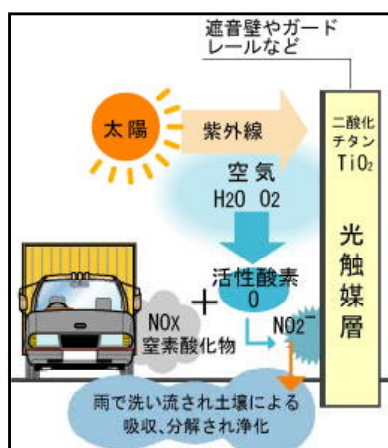 遮音壁やガード
レールなど
太陽
紫外線
二酸化
チタン
TiO₂
空気
H2O O2
光触媒層
活性酸素
O
+
NOX
窒素酸化物
NO2⁻
雨で洗い流され土壌による
吸収、分解され浄化